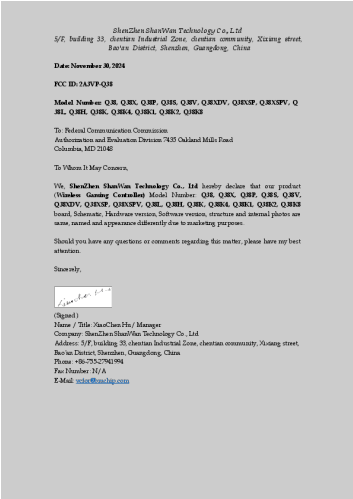 ShenZhen ShanWan Technology Co., Ltd
5/F, building 33, chentian Industrial Zone, chentian community, Xixiang street,
Bao'an District, Shenzhen, Guangdong, China
Date: November 30, 2024
FCC ID: 2AJVP-Q38
Model Number: Q38, Q38X, Q38P, Q38S, Q38V, Q38XDV, Q38XSP, Q38XSPV, Q
38L, Q38H, Q38K, Q38K4, Q38K1, Q38K2, Q38K8
To: Federal Communication Commission
Authorization and Evaluation Division 7435 Oakland Mills Road
Columbia, MD 21048
To Whom It May Concern,
We, ShenZhen ShanWan Technology Co., Ltd hereby declare that our product
(Wireless Gaming Controller) Model Number: Q38, Q38X, Q38P, Q38S, Q38V,
Q38XDV, Q38XSP, Q38XSPV, Q38L, Q38H, Q38K, Q38K4, Q38K1, Q38K2, Q38K8
board, Schematic, Hardware version, Software version, structure and internal photos are
same, named and appearance differently due to marketing purposes.
Should you have any questions or comments regarding this matter, please have my best
attention.
Sincerely,
(Signed)
Name / Title: XiaoChen Hu / Manager
Company: ShenZhen ShanWan Technology Co., Ltd
Address: 5/F, building 33, chentian Industrial Zone, chentian community, Xixiang street,
Bao'an District, Shenzhen, Guangdong, China
Phone: +86-755-27941994
Fax Number: N/A
E-Mail: